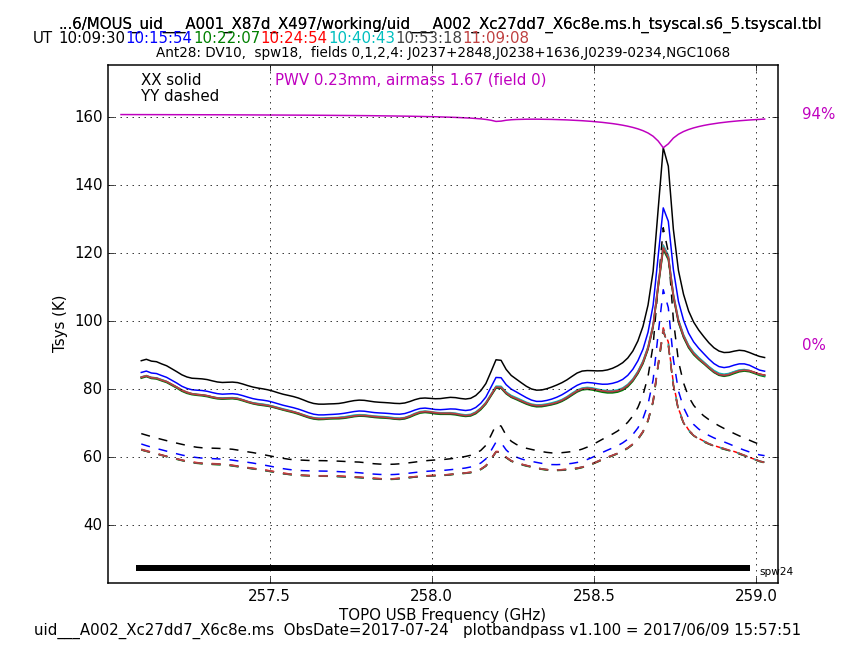 ...6/MOUS_uid___A001_X87d_X497/working/uid___A002_Xc27dd7_X6c8e.ms.h_tsyscal.s6_5.tsyscal.tbl
UT 10:09:30 10:15:54 10:22:07 10:24:54 10:40:43 10:53:18 11:09:08
Ant28: DV10, spw18, fields 0,1,2,4: J0237+2848,J0238+1636,J0239-0234,NGC1068
XX solid PWV 0.23mm, airmass 1.67 (field 0)
YY dashed
94%
0%
160
140
120
100
80
60
40
Tsys (K)
spw24
257.5 258.0 258.5 259.0
TOPO USB Frequency (GHz)
uid___A002_Xc27dd7_X6c8e.ms ObsDate=2017-07-24 plotbandpass v1.100 = 2017/06/09 15:57:51